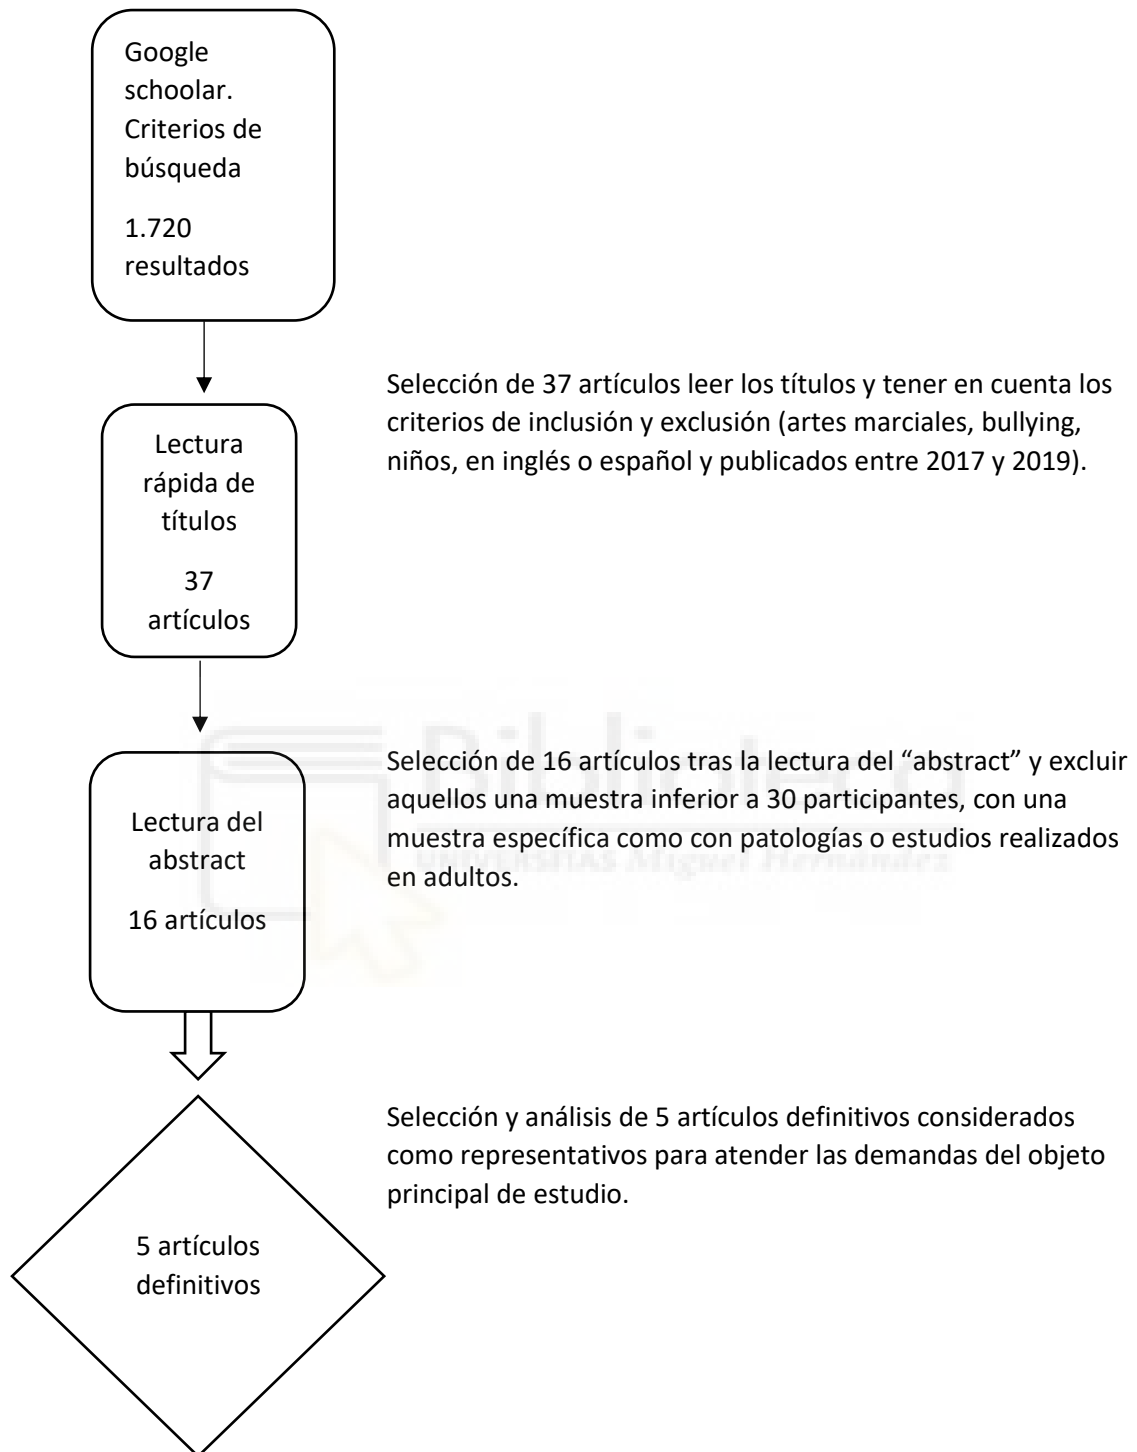 Google
schoolar.
Criterios de
búsqueda
1.720
resultados
Selección de 37 artículos leer los títulos y tener en cuenta los
criterios de inclusión y exclusión (artes marciales, bullying,
niños, en inglés o español y publicados entre 2017 y 2019).
Lectura
rápida de
títulos
37
artículos
Selección de 16 artículos tras la lectura del “abstract” y excluir
aquellos una muestra inferior a 30 participantes, con una
muestra específica como con patologías o estudios realizados
en adultos.
Lectura del
abstract
16 artículos
Biblioteca
UNIVERSITAS Miguel Hernández
Selección y análisis de 5 artículos definitivos considerados
como representativos para atender las demandas del objeto
principal de estudio.
5 artículos
definitivos